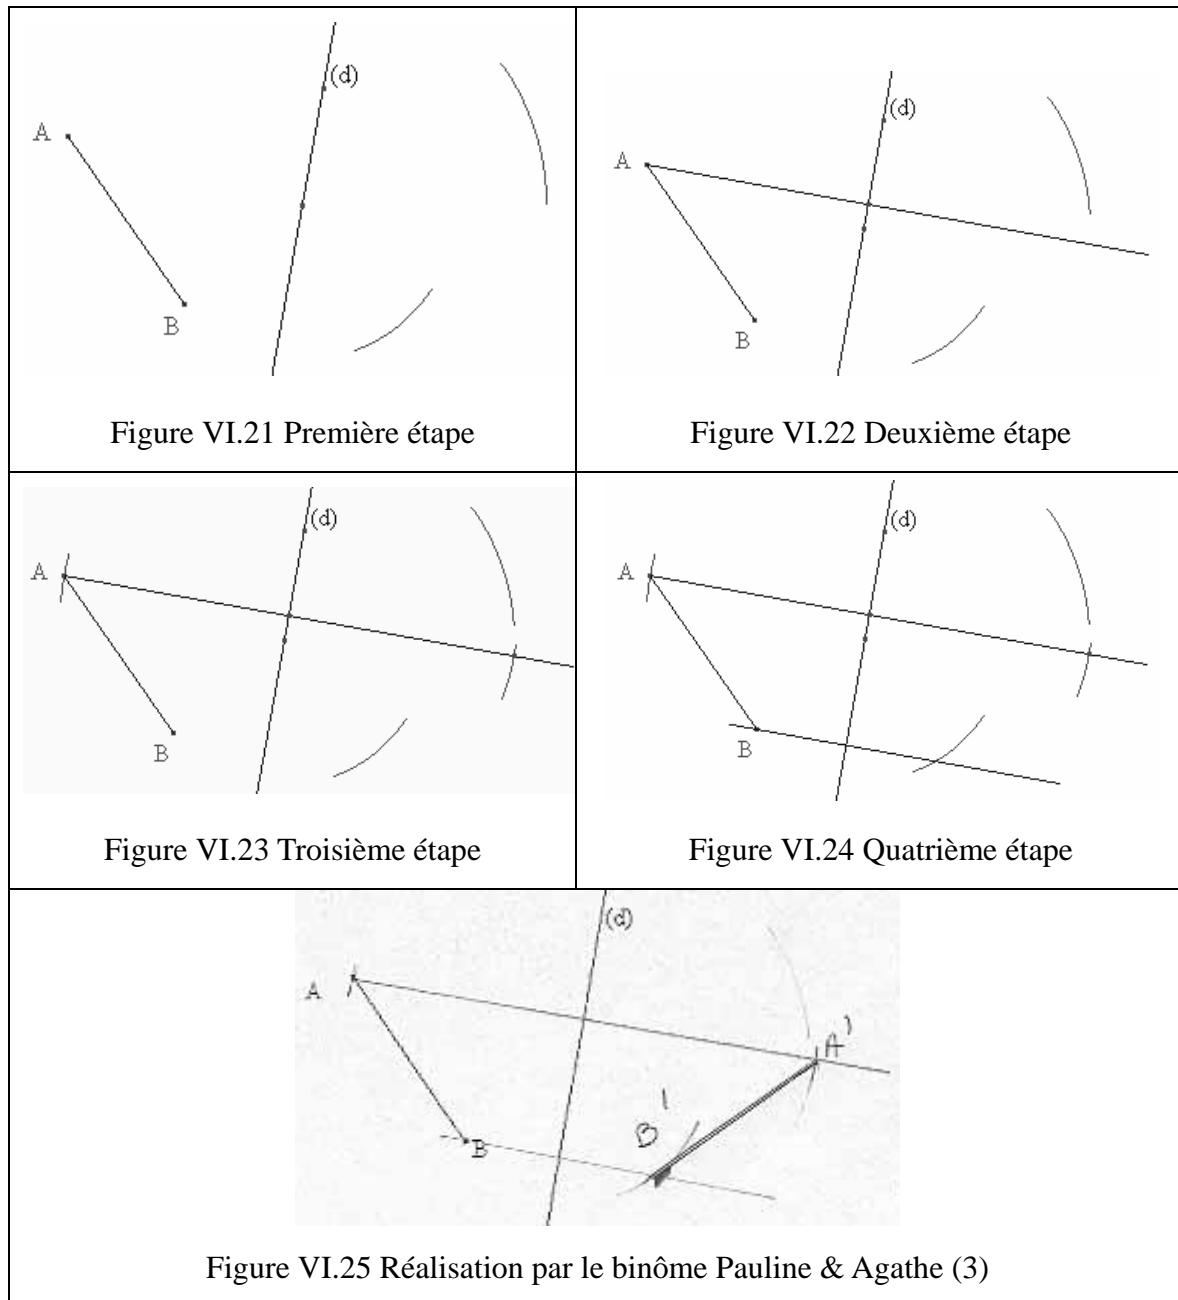 (d)
A
B
Figure VI.21 Première étape
(d)
A
B
Figure VI.22 Deuxième étape
(d)
A
B
Figure VI.23 Troisième étape
(d)
A
B
Figure VI.24 Quatrième étape
(d)
A
A'
B'
B
Figure VI.25 Réalisation par le binôme Pauline & Agathe (3)